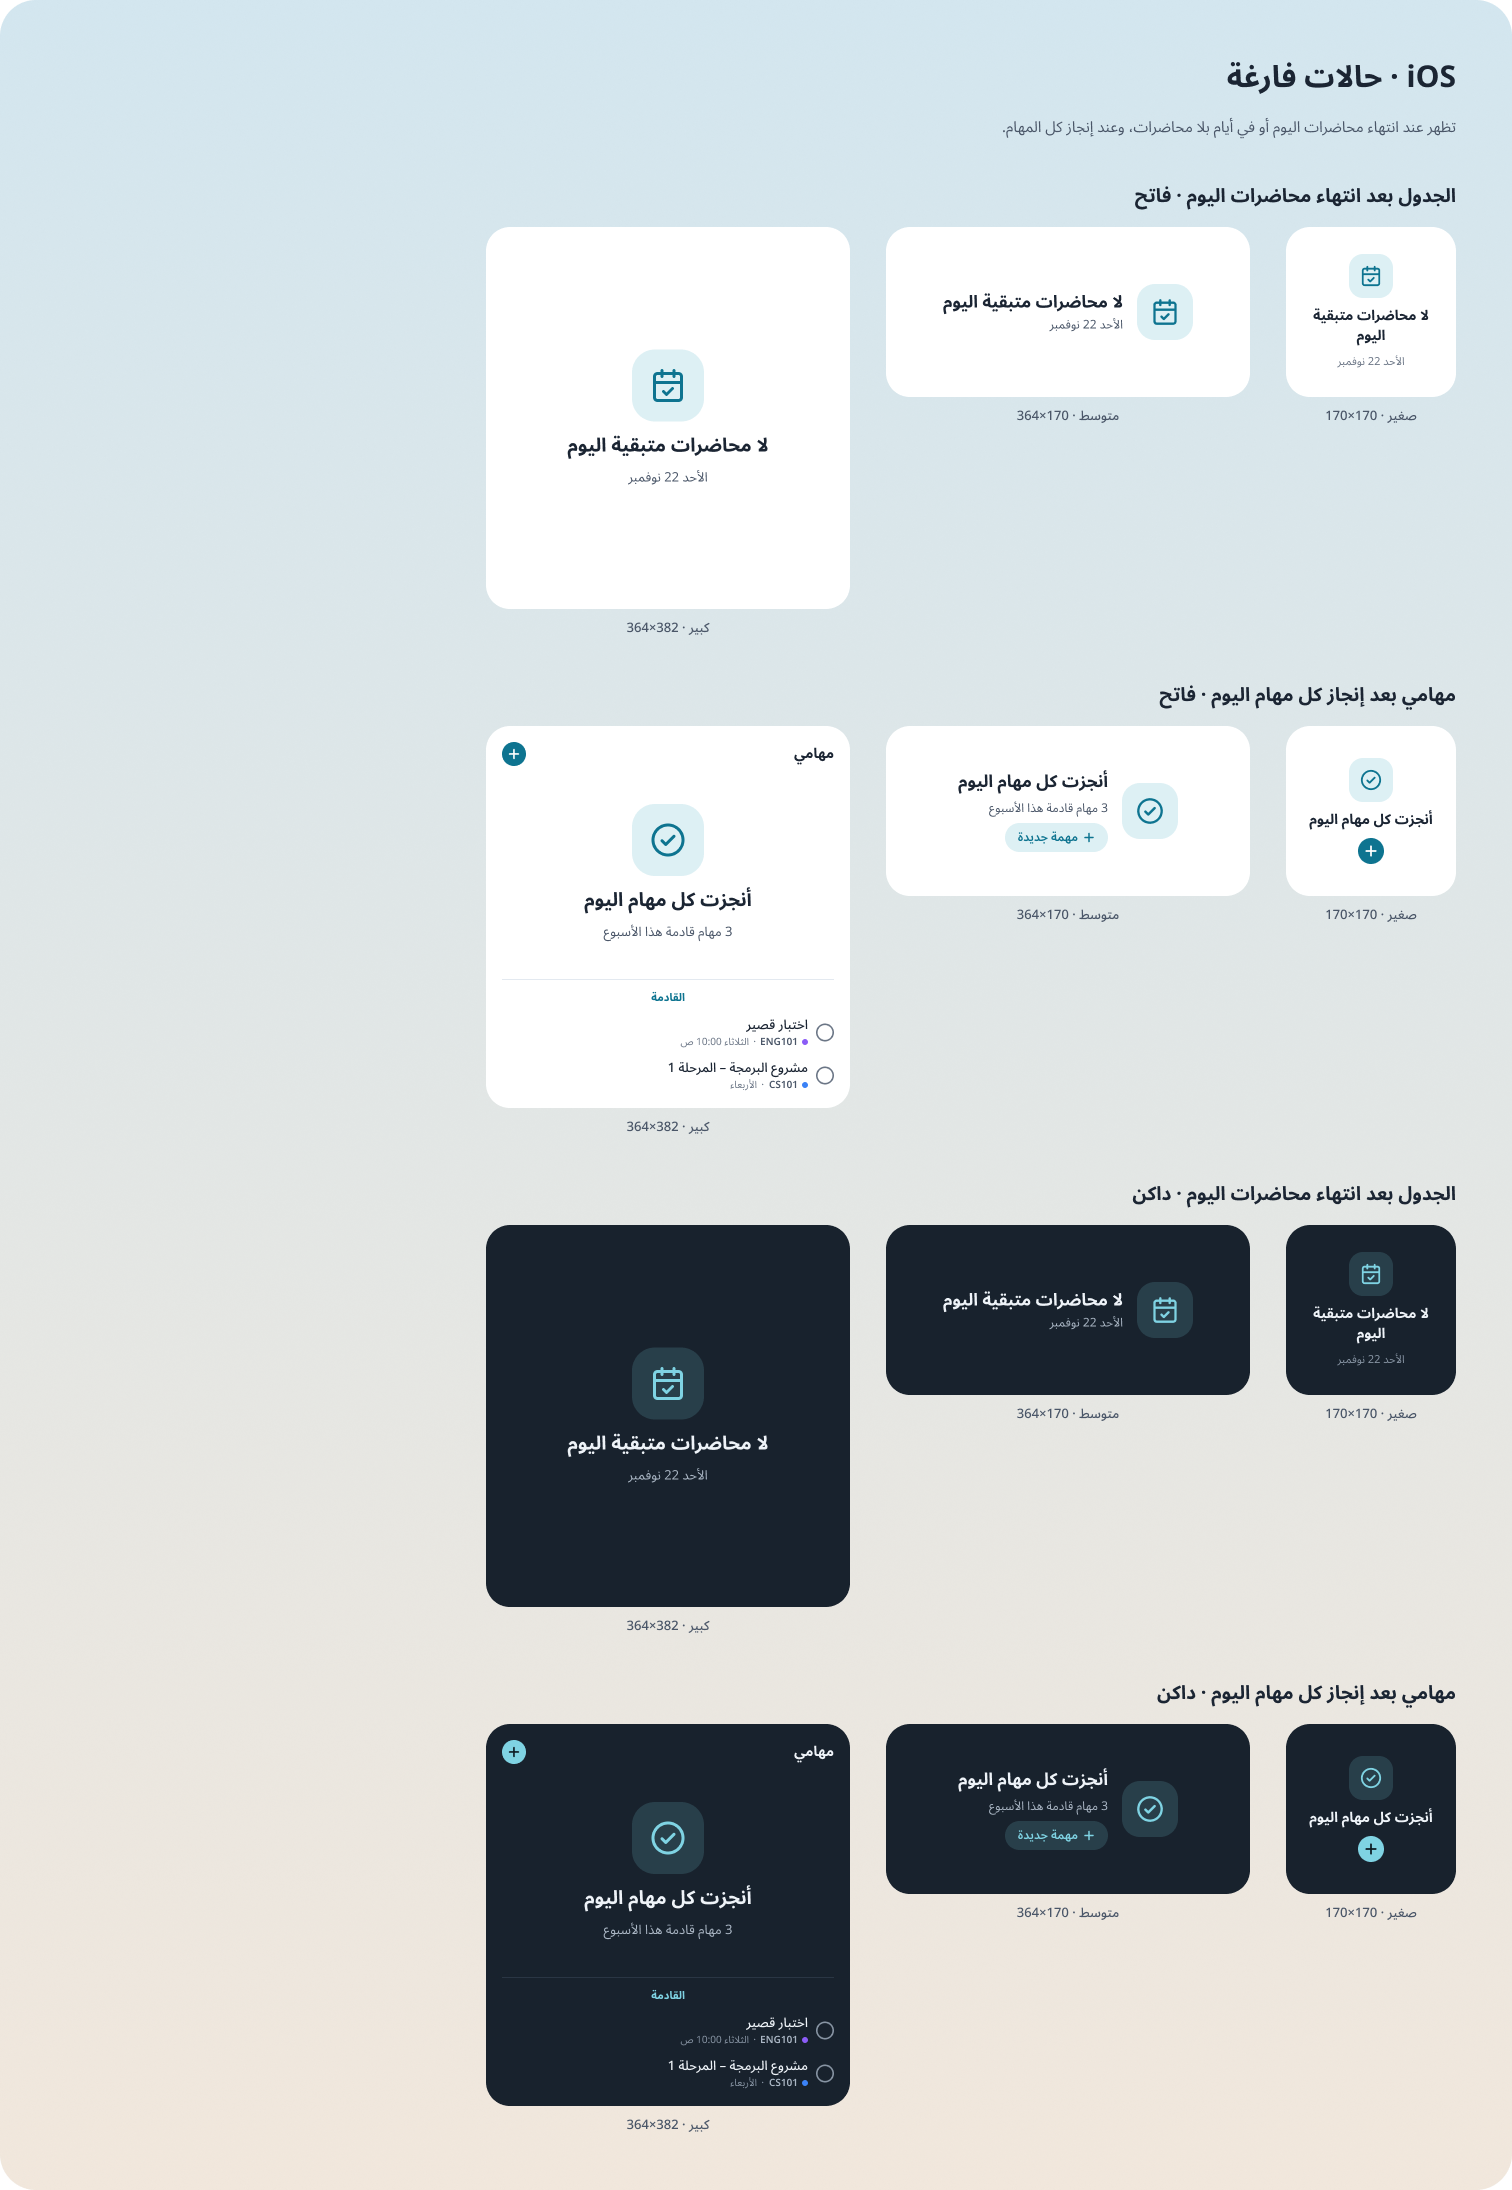 iOS · حالات فارغة
تظهر عند انتهاء محاضرات اليوم أو في أيام بلا محاضرات، وعند إنجاز كل المهام.
الجدول بعد انتهاء محاضرات اليوم · فاتح
لا محاضرات متبقية
اليوم
الأحد 22 نوفمبر
صغير · 170×170
لا محاضرات متبقية اليوم
الأحد 22 نوفمبر
متوسط · 364×170
لا محاضرات متبقية اليوم
الأحد 22 نوفمبر
كبير · 364×382
مهامي بعد إنجاز كل مهام اليوم · فاتح
أنجزت كل مهام اليوم
صغير · 170×170
أنجزت كل مهام اليوم
3 مهام قادمة هذا الأسبوع
+ مهمة جديدة
متوسط · 364×170
مهامي
أنجزت كل مهام اليوم
3 مهام قادمة هذا الأسبوع
القادمة
اختبار قصير
ENG101 · الثلاثاء 10:00 ص
مشروع البرمجة – المرحلة 1
CS101 · الأربعاء
كبير · 364×382
الجدول بعد انتهاء محاضرات اليوم · داكن
لا محاضرات متبقية
اليوم
الأحد 22 نوفمبر
صغير · 170×170
لا محاضرات متبقية اليوم
الأحد 22 نوفمبر
متوسط · 364×170
لا محاضرات متبقية اليوم
الأحد 22 نوفمبر
كبير · 364×382
مهامي بعد إنجاز كل مهام اليوم · داكن
أنجزت كل مهام اليوم
صغير · 170×170
أنجزت كل مهام اليوم
3 مهام قادمة هذا الأسبوع
+ مهمة جديدة
متوسط · 364×170
مهامي
أنجزت كل مهام اليوم
3 مهام قادمة هذا الأسبوع
القادمة
اختبار قصير
ENG101 · الثلاثاء 10:00 ص
مشروع البرمجة – المرحلة 1
CS101 · الأربعاء
كبير · 364×382